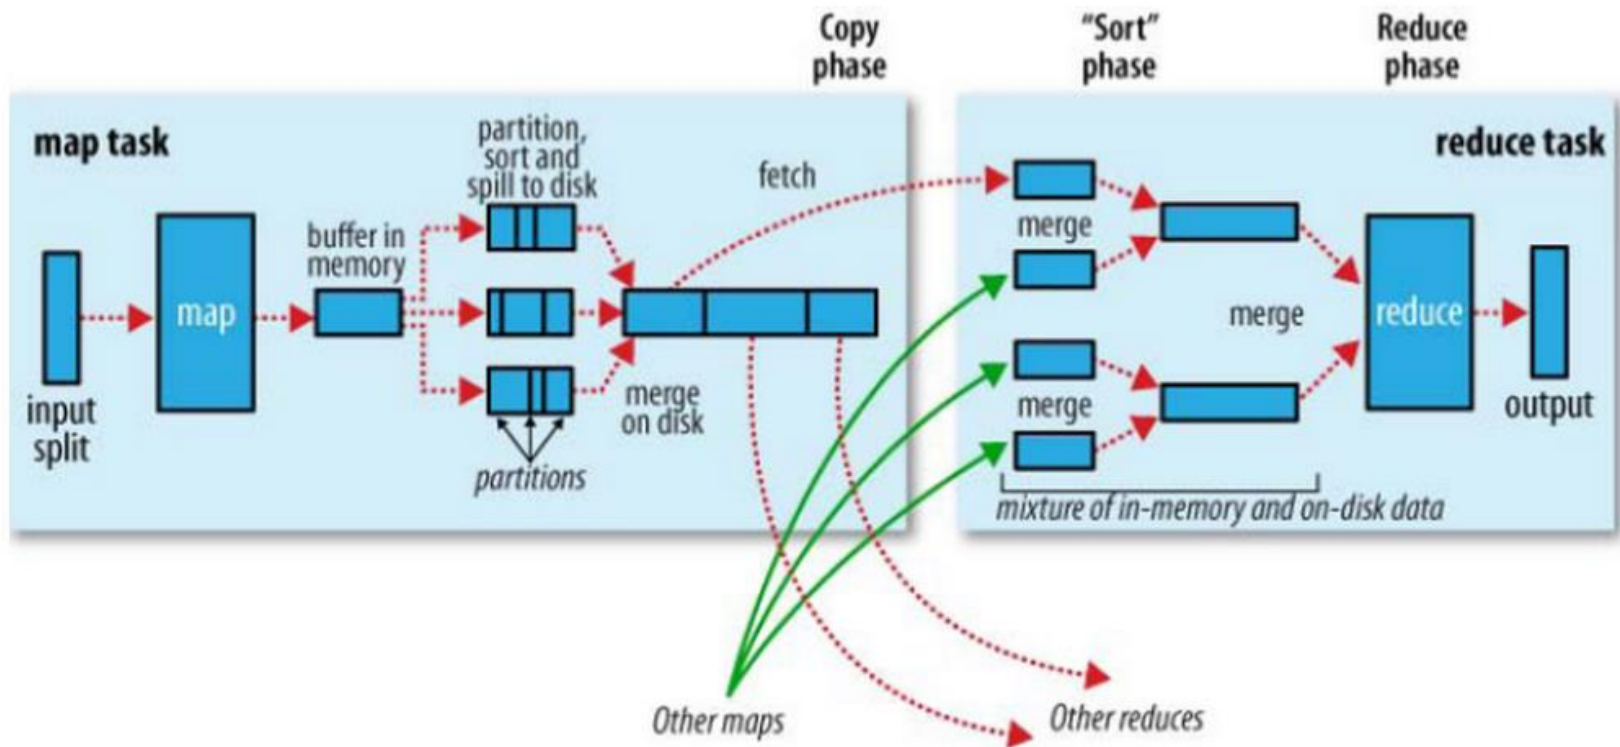 Copy
phase
“Sort”
phase
Reduce
phase
map task
partition,
sort and
spill to disk
fetch
buffer in
memory
map
input
split
merge
on disk
partitions
reduce task
merge
merge
merge
reduce
output
mixture of in-memory and on-disk data
Other maps
Other reduces